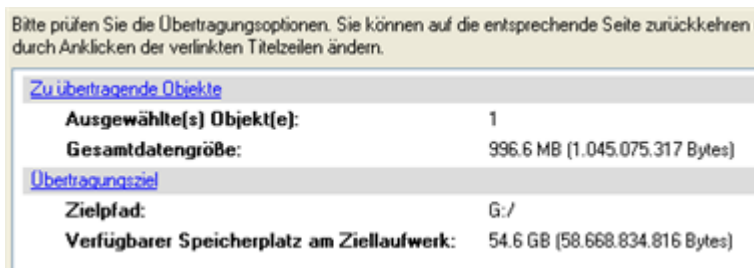 Bitte prüfen Sie die Übertragungsoptionen. Sie können auf die entsprechende Seite zurückkehren
durch Anklicken der verlinkten Titelzeilen ändern.
Zu übertragende Objekte
Ausgewählte(s) Objekt(e): 1
Gesamtdatengröße: 996.6 MB (1.045.075.317 Bytes)
Übertragungsziel
Zielpfad: G:/
Verfügbarer Speicherplatz am Ziellaufwerk: 54.6 GB (58.668.834.816 Bytes)